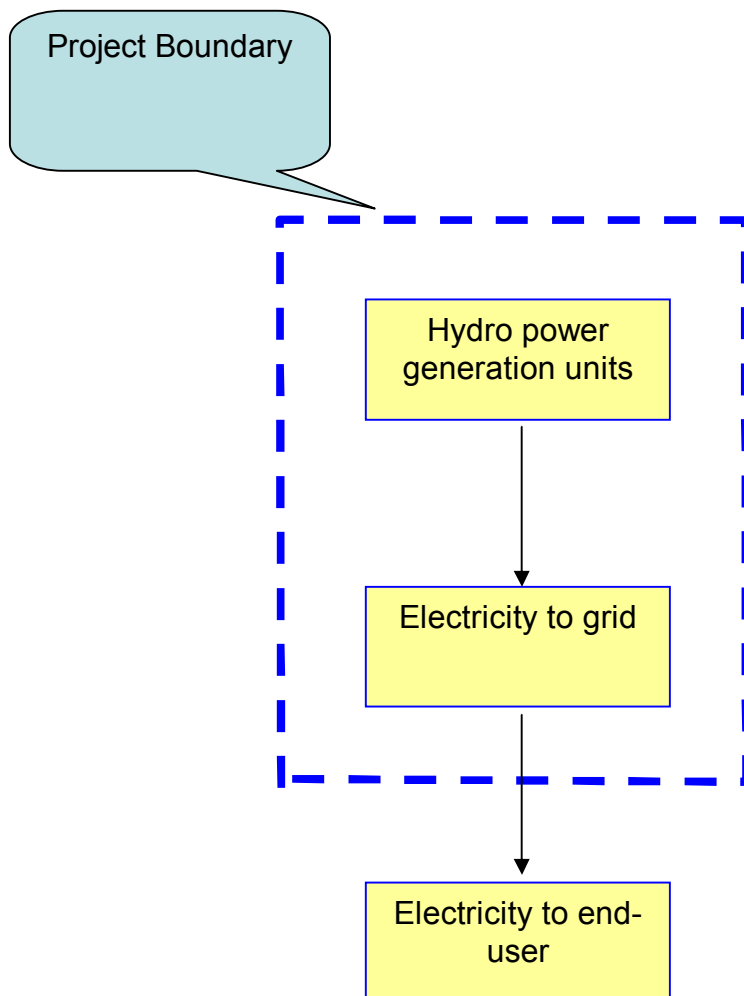 Project Boundary
Hydro power
generation units
Electricity to grid
Electricity to end-
user